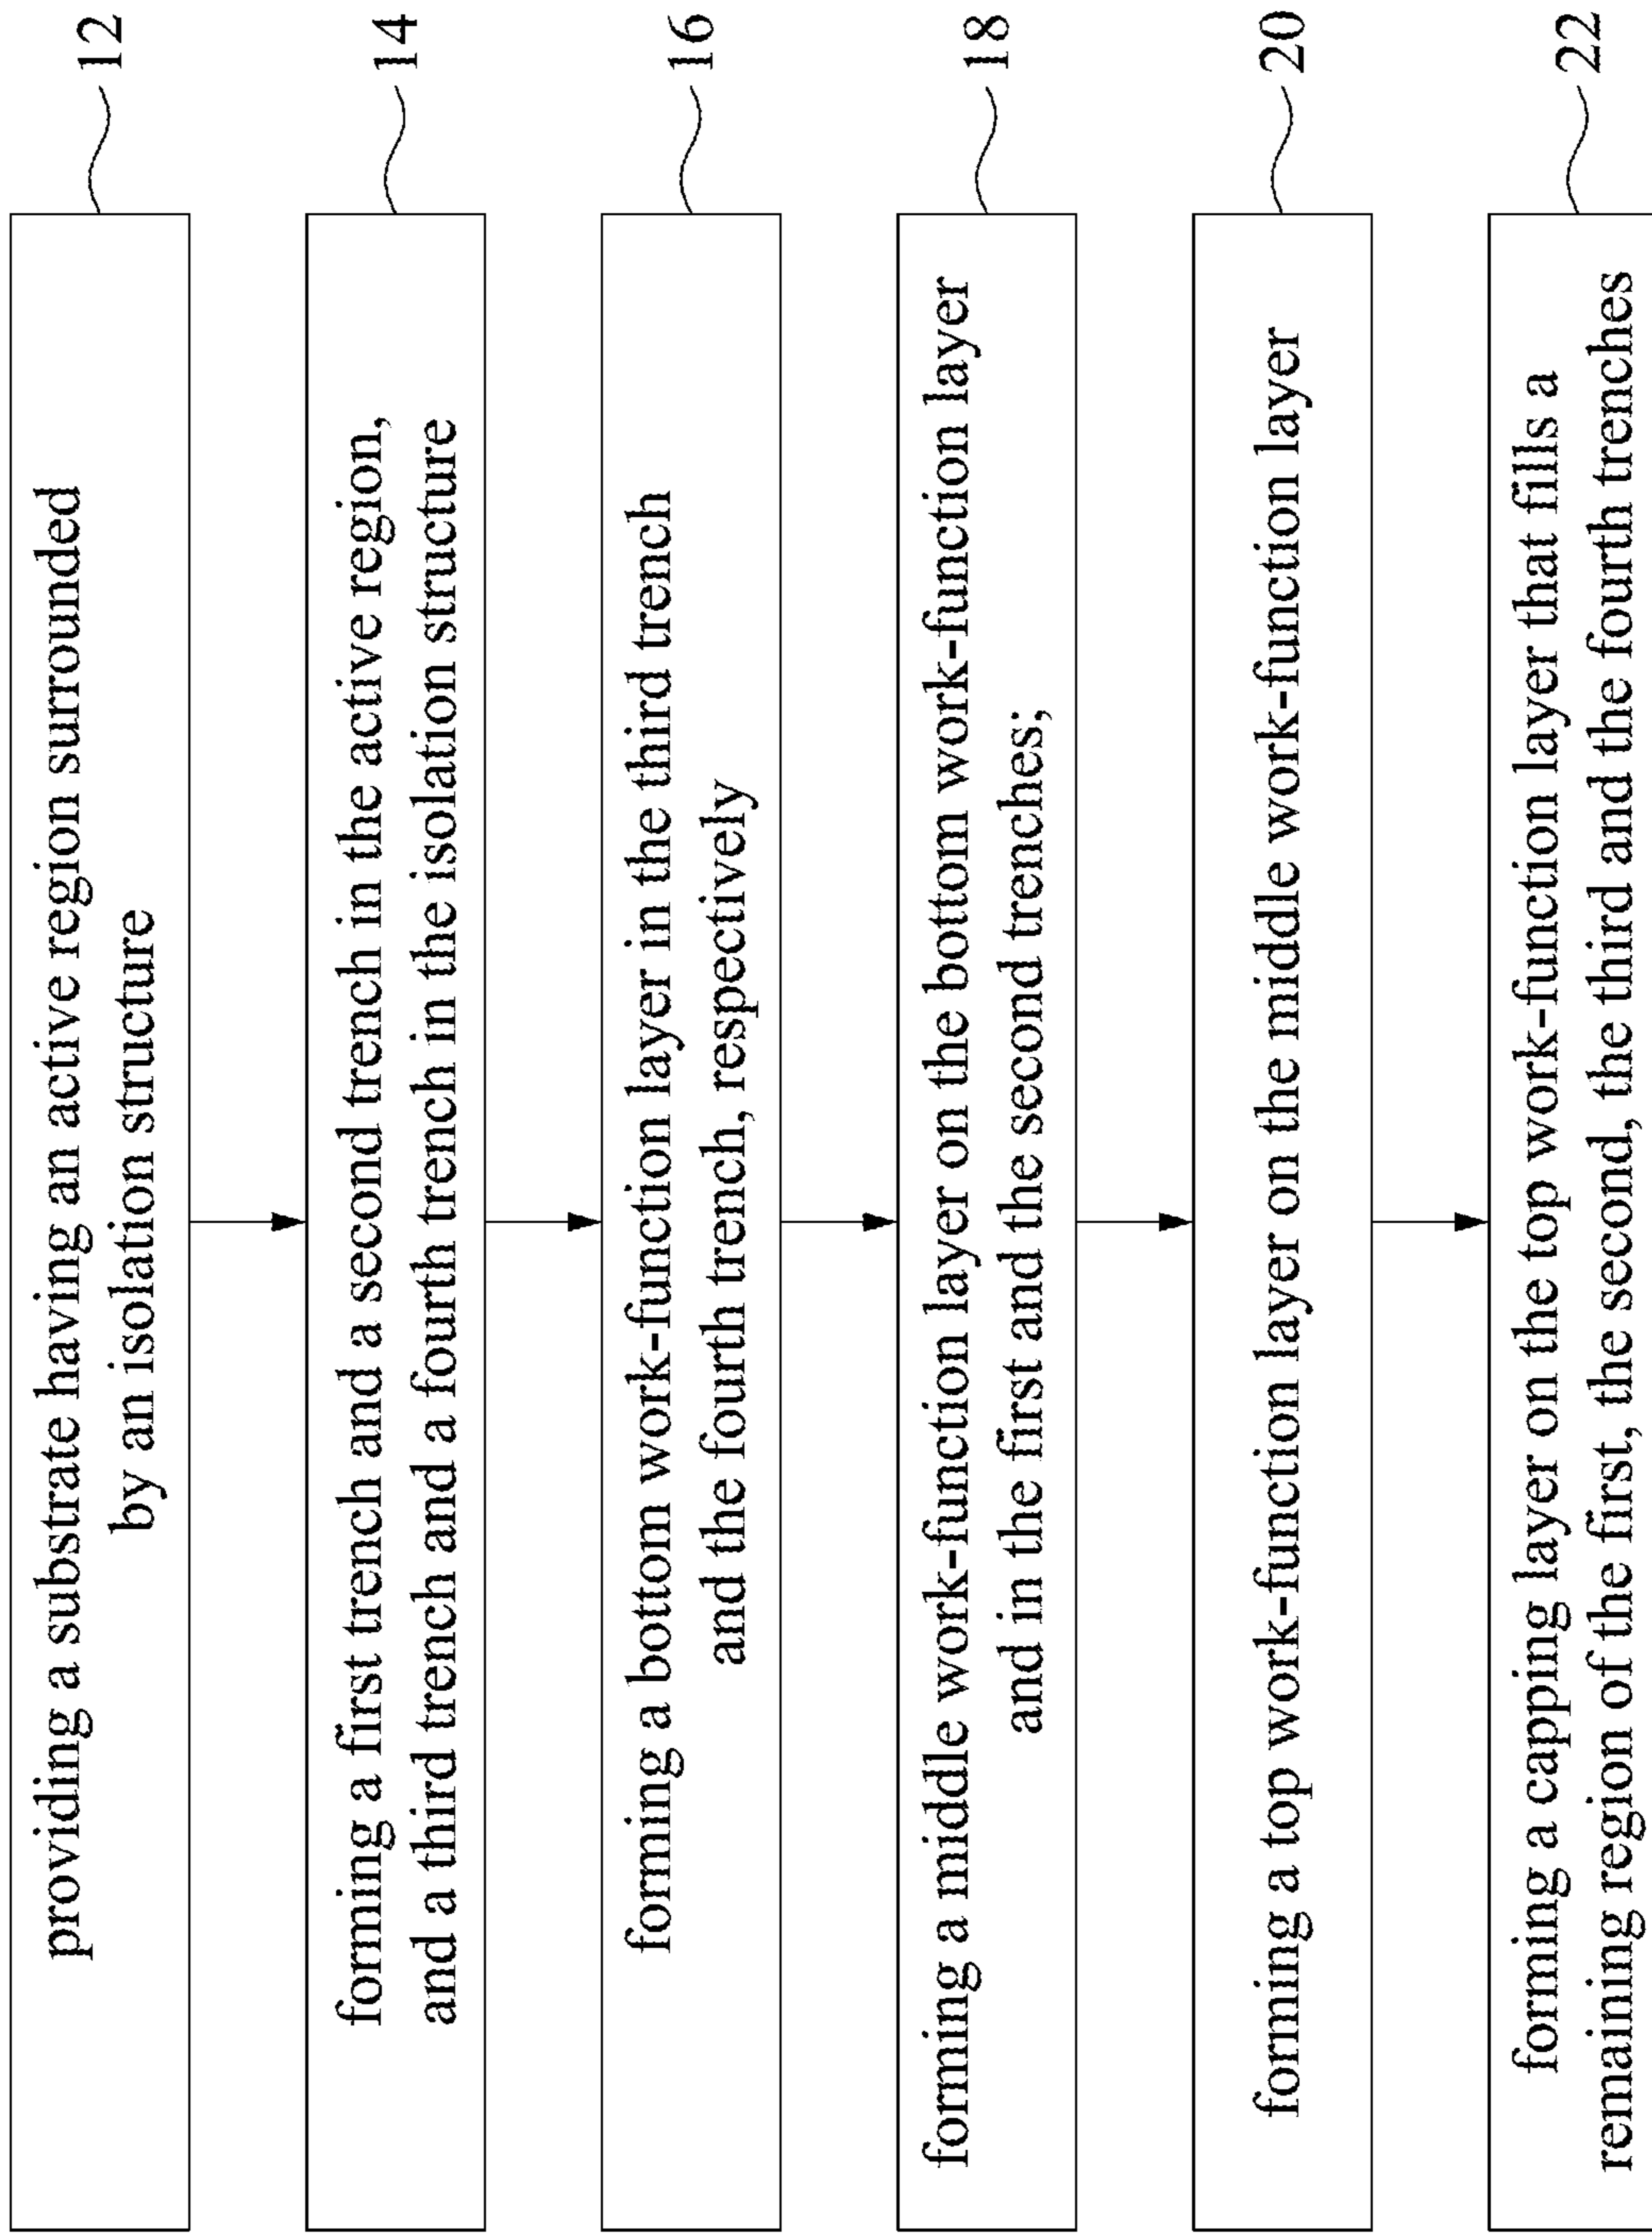 providing a substrate having an active region surrounded
by an isolation structure
12
forming a first trench and a second trench in the active region,
and a third trench and a fourth trench in the isolation structure
14
forming a bottom work-function layer in the third trench
and the fourth trench, respectively
16
forming a middle work-function layer on the bottom work-function layer
and in the first and the second trenches;
18
forming a top work-function layer on the middle work-function layer
20
forming a capping layer on the top work-function layer that fills a
remaining region of the first, the second, the third and the fourth trenches
22